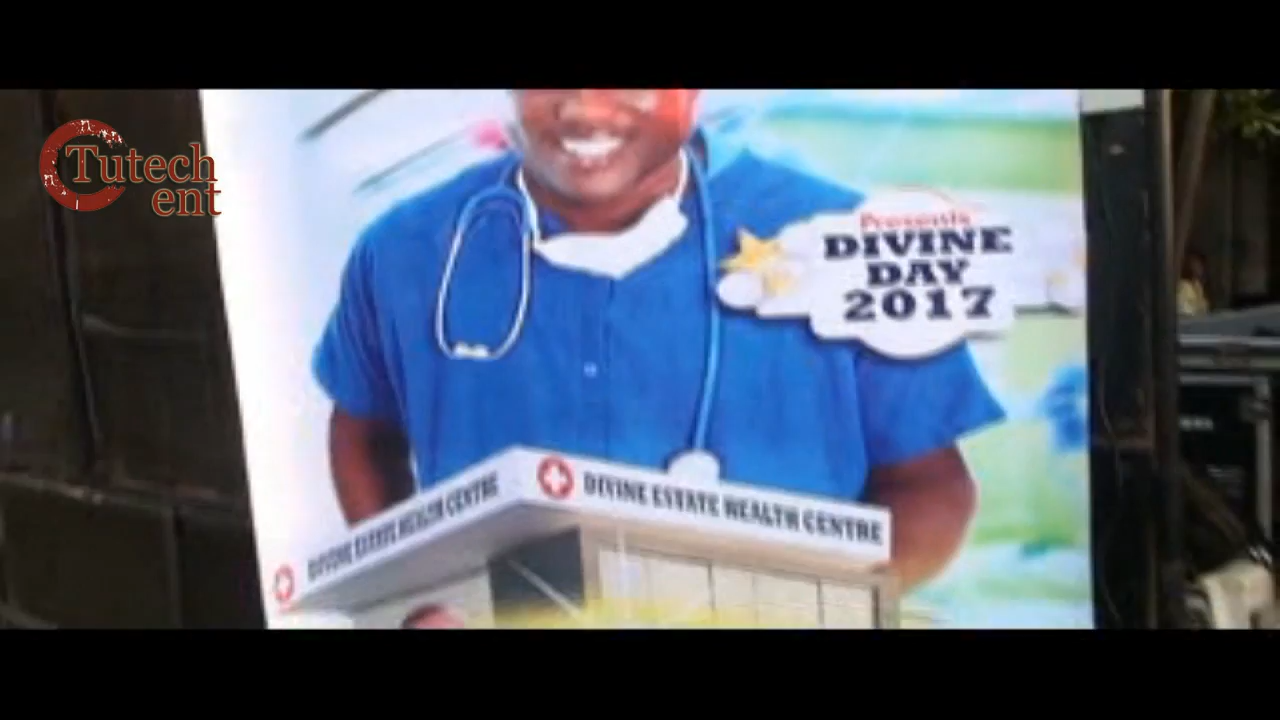 Tutech
ent
Presents
DIVINE
DAY
2017
DIVINE ESTATE HEALTH CENTRE
DIVINE ESTATE HEALTH CENTRE